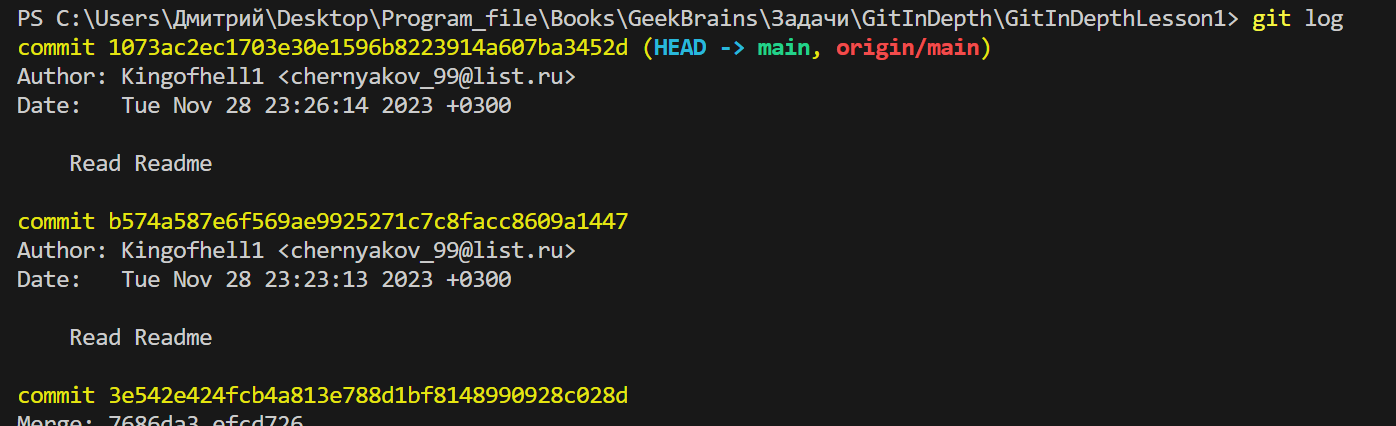 PS C:\Users\Дмитрий\Desktop\Program_file\Books\GeekBrains\Задачи\GitInDepth\GitInDepthLesson1> git log
commit 1073ac2ec1703e30e1596b8223914a607ba3452d (HEAD -> main, origin/main)
Author: Kingofhell1 <chernyakov_99@list.ru>
Date:   Tue Nov 28 23:26:14 2023 +0300
    Read Readme
commit b574a587e6f569ae9925271c7c8facc8609a1447
Author: Kingofhell1 <chernyakov_99@list.ru>
Date:   Tue Nov 28 23:23:13 2023 +0300
    Read Readme
commit 3e542e424fcb4a813e788d1bf8148990928c028d
Merge: 7686da3 efcd726